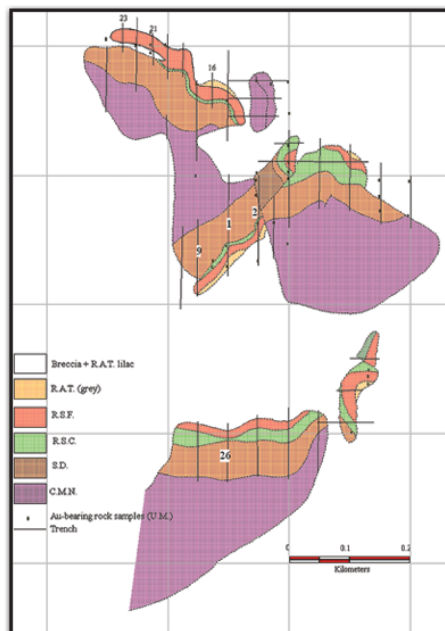 23
21
16
2
1
9
Breccia + R.A.T. lilac
R.A.T. (grey)
R.S.F.
R.S.C.
S.D.
C.M.N.
Au-bearing rock samples (U.M.)
Trench
26
0 0.1 0.2
Kilometers